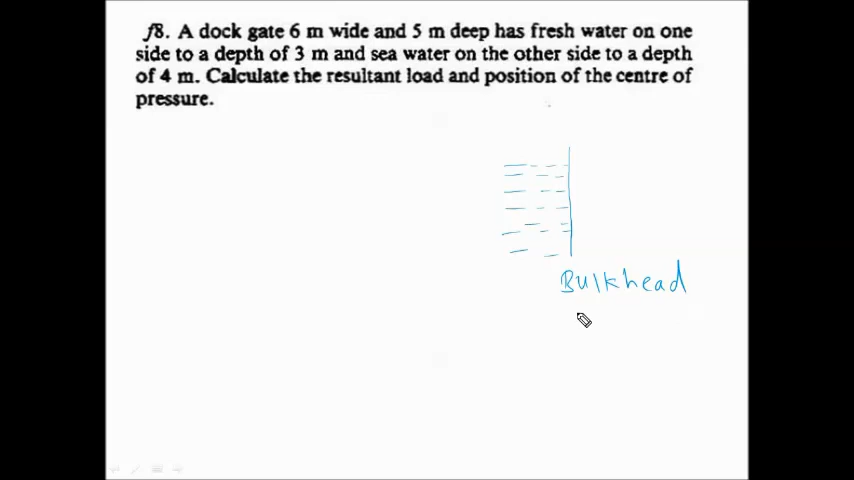 f8. A dock gate 6 m wide and 5 m deep has fresh water on one
side to a depth of 3 m and sea water on the other side to a depth
of 4 m. Calculate the resultant load and position of the centre of
pressure.
Bulkhead